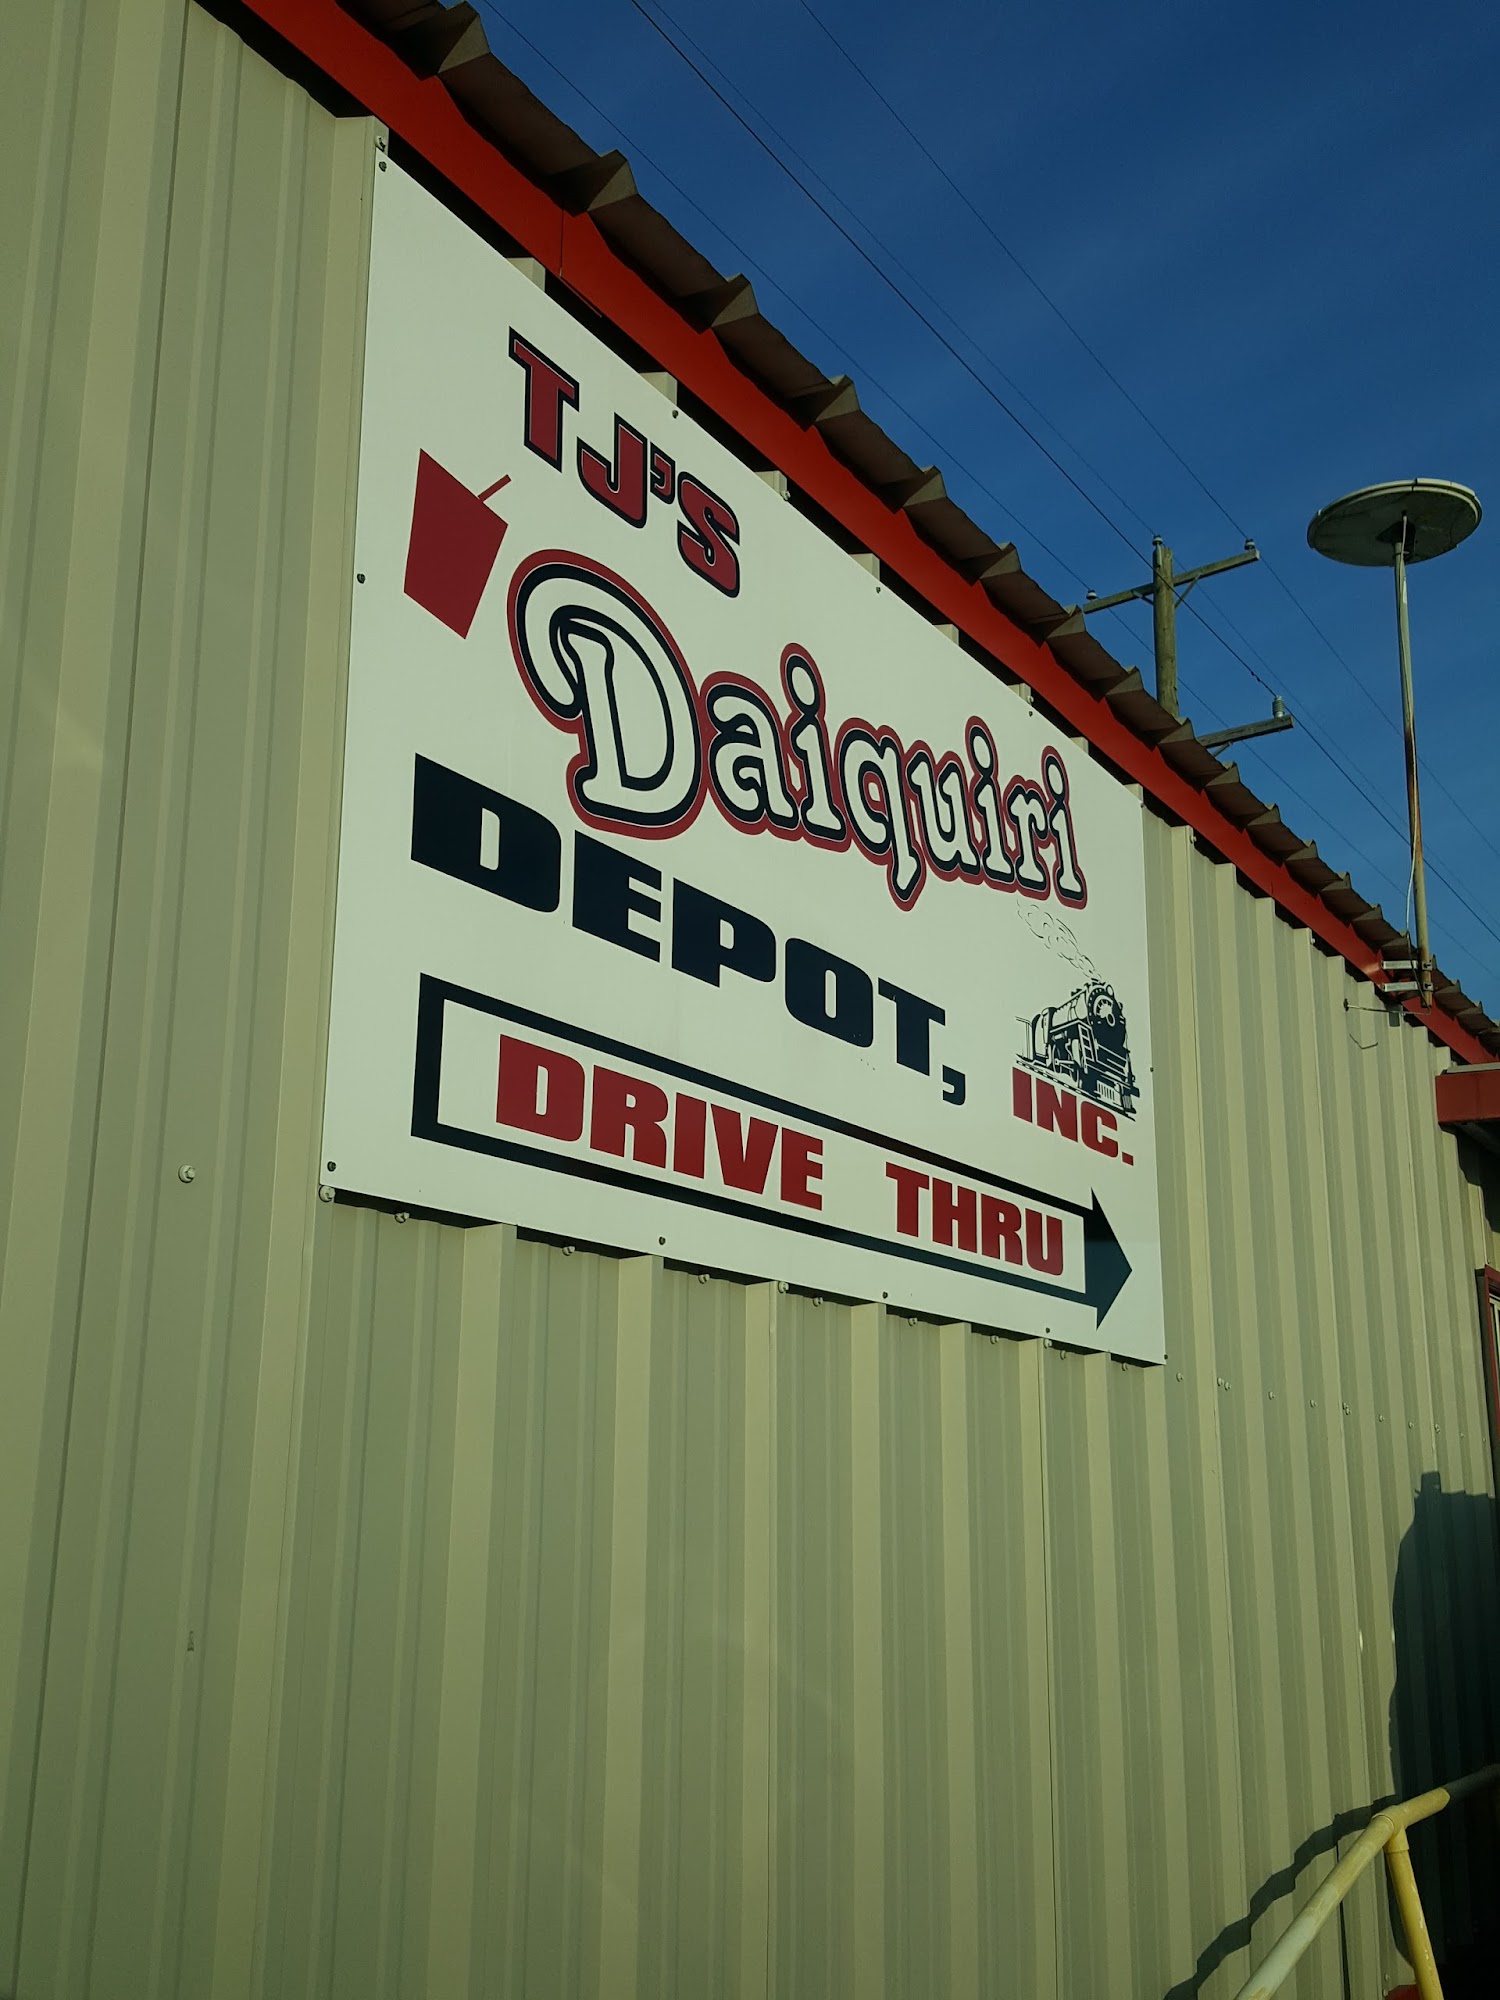 TJ'S
Daiquiri
DEPOT, INC.
DRIVE THRU